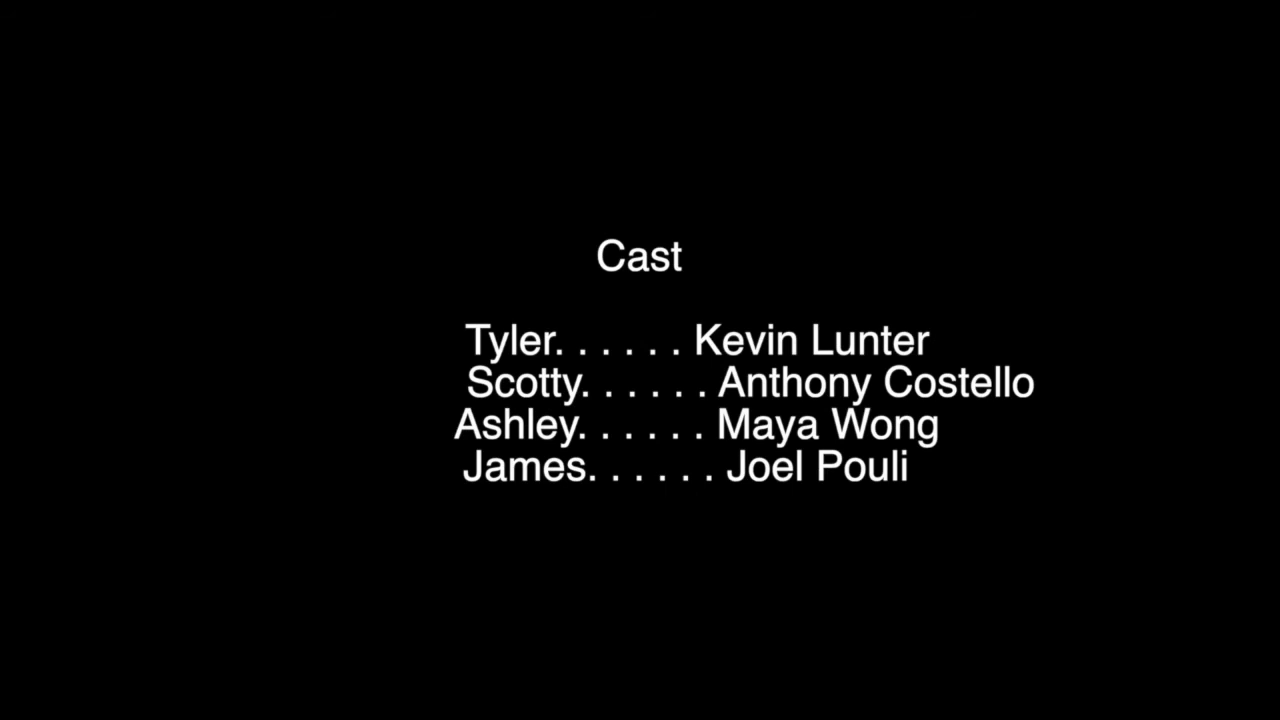 Cast
Tyler. . . . . . Kevin Lunter
Scotty. . . . . . Anthony Costello
Ashley. . . . . . Maya Wong
James. . . . . . Joel Pouli